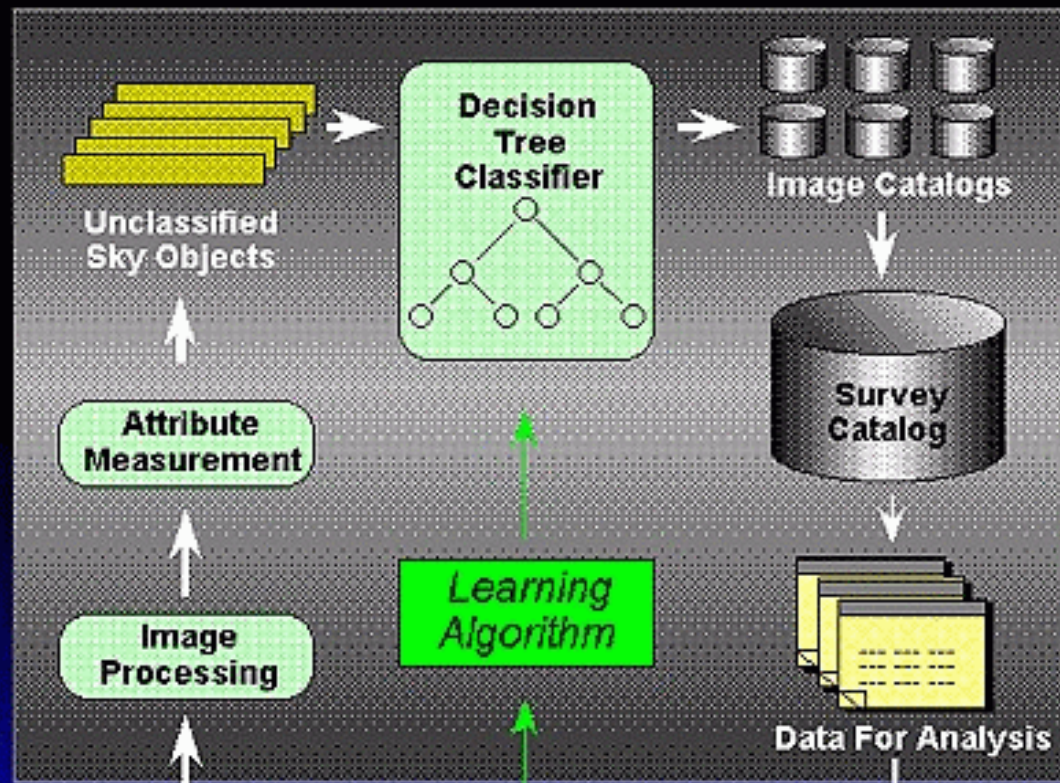 Decision
Tree
Classifier
Image Catalogs
Unclassified
Sky Objects
Survey
Catalog
Attribute
Measurement
Learning
Algorithm
Image
Processing
Data For Analysis